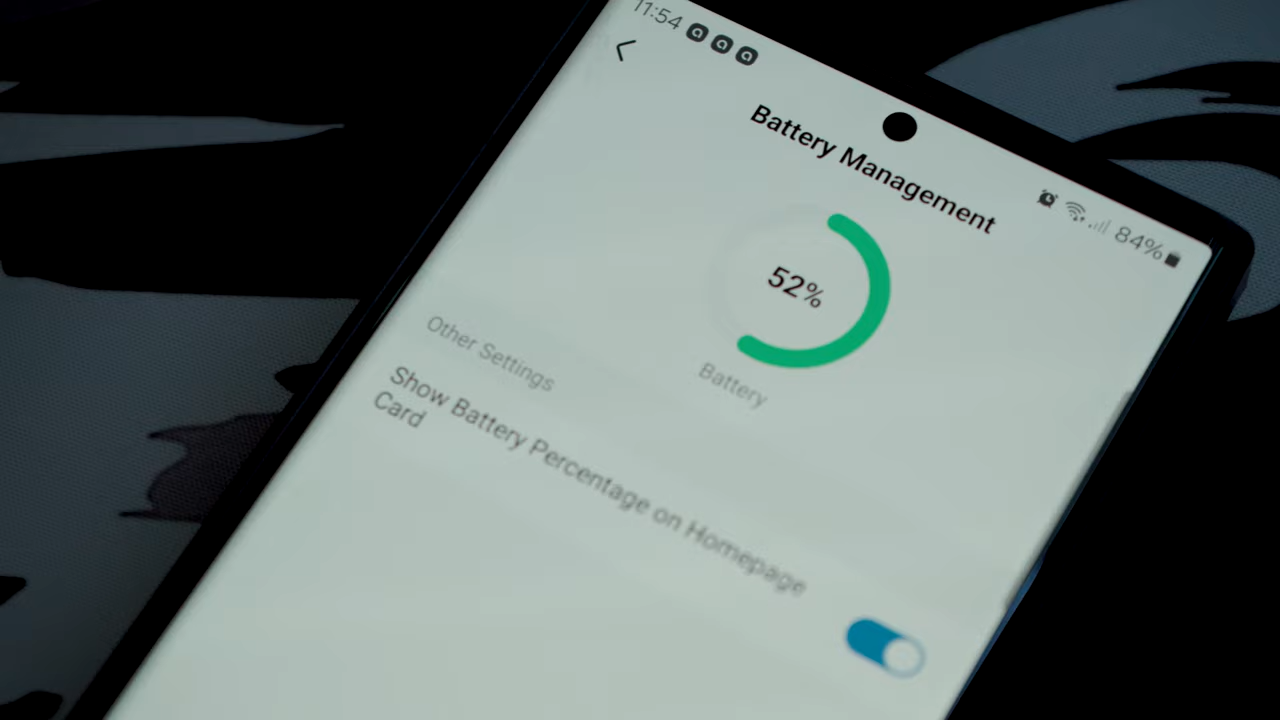 11:54
84%
Battery Management
52%
Battery
Other Settings
Show Battery Percentage on Homepage
Card